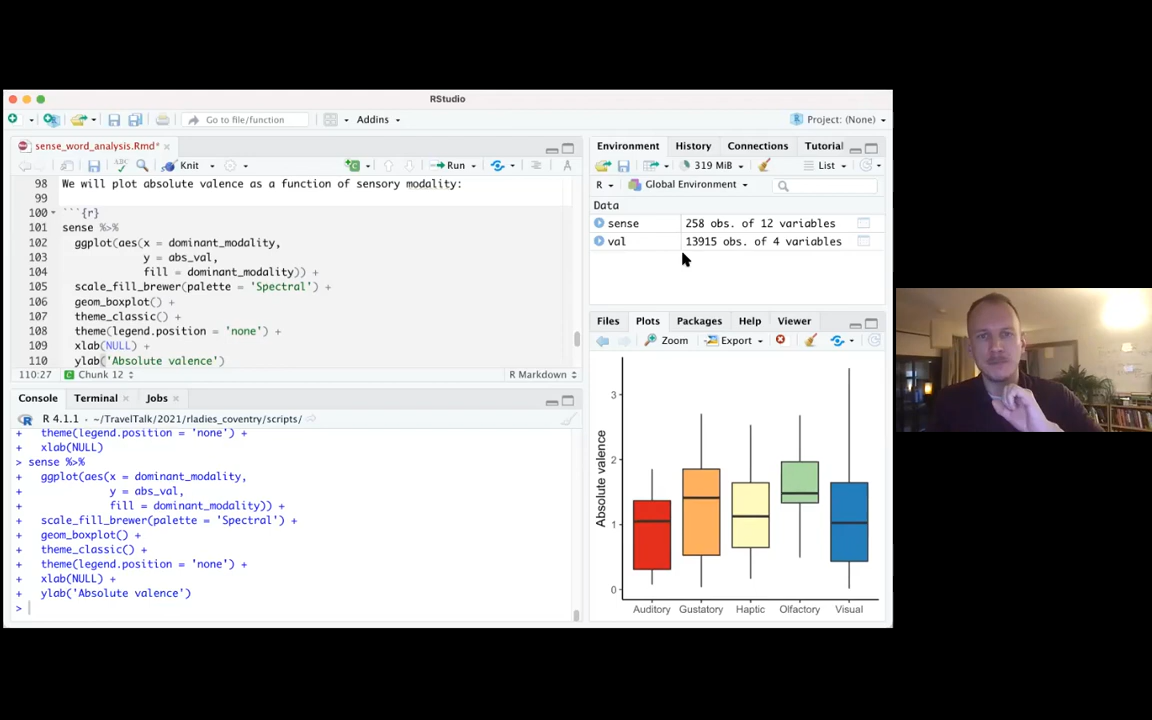 RStudio
Go to file/function
Addins
Project: (None)
sense_word_analysis.Rmd*
Knit
Run
98 We will plot absolute valence as a function of sensory modality:
99
100 ```{r}
101 sense %>%
102 ggplot(aes(x = dominant_modality,
103 y = abs_val,
104 fill = dominant_modality)) +
105 scale_fill_brewer(palette = 'Spectral') +
106 geom_boxplot() +
107 theme_classic() +
108 theme(legend.position = 'none') +
109 xlab(NULL) +
110 ylab('Absolute valence')
110:27 Chunk 12 R Markdown
Console Terminal Jobs
R 4.1.1 · ~/TravelTalk/2021/rladies_coventry/scripts/
+ theme(legend.position = 'none') +
+ xlab(NULL)
> sense %>%
+ ggplot(aes(x = dominant_modality,
+ y = abs_val,
+ fill = dominant_modality)) +
+ scale_fill_brewer(palette = 'Spectral') +
+ geom_boxplot() +
+ theme_classic() +
+ theme(legend.position = 'none') +
+ xlab(NULL) +
+ ylab('Absolute valence')
>
Environment History Connections Tutorial
319 MiB List
R Global Environment
Data
sense 258 obs. of 12 variables
val 13915 obs. of 4 variables
Files Plots Packages Help Viewer
Zoom Export
Absolute valence
3
2
1
0
Auditory Gustatory Haptic Olfactory Visual